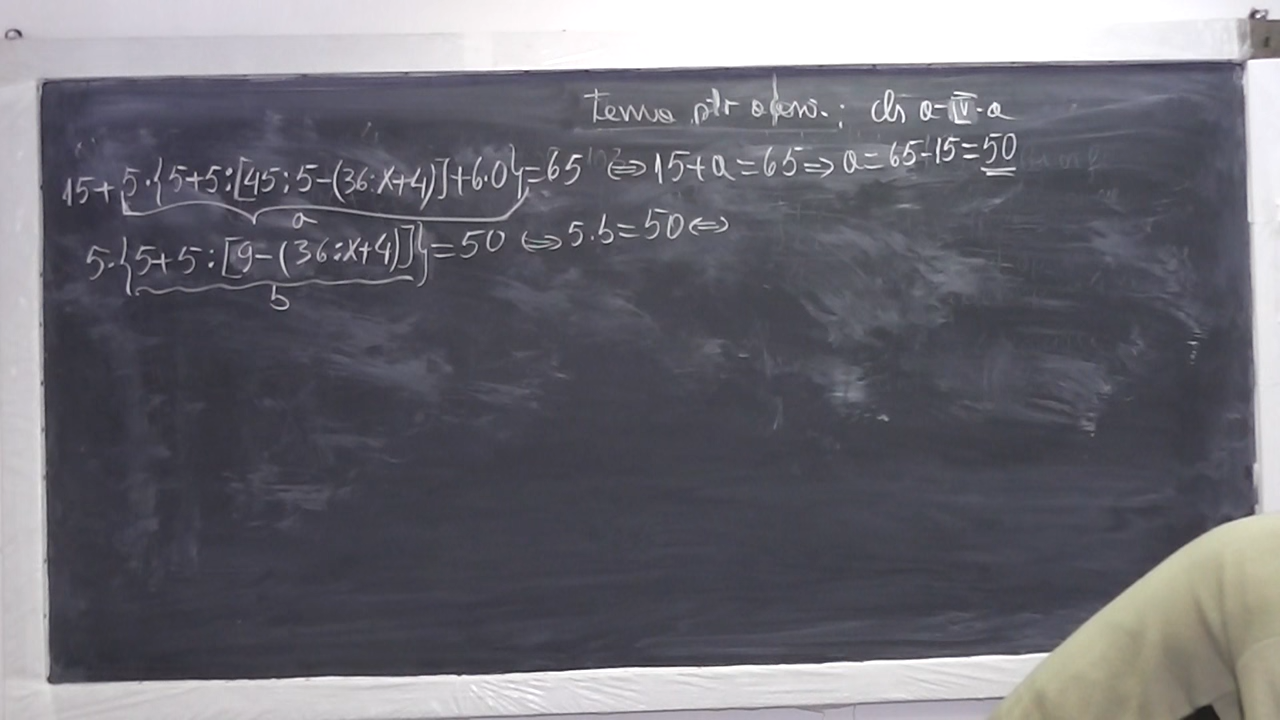 Tema ptr acas. : cls a-IV-a
15+5·{5+5:[45:5-(36:x+4)]+6·0}=65 ⇔ 15+a=65 ⇒ a=65-15=50
a
5·{5+5:[9-(36:x+4)]}=50 ⇔ 5·b=50 ⇔
b